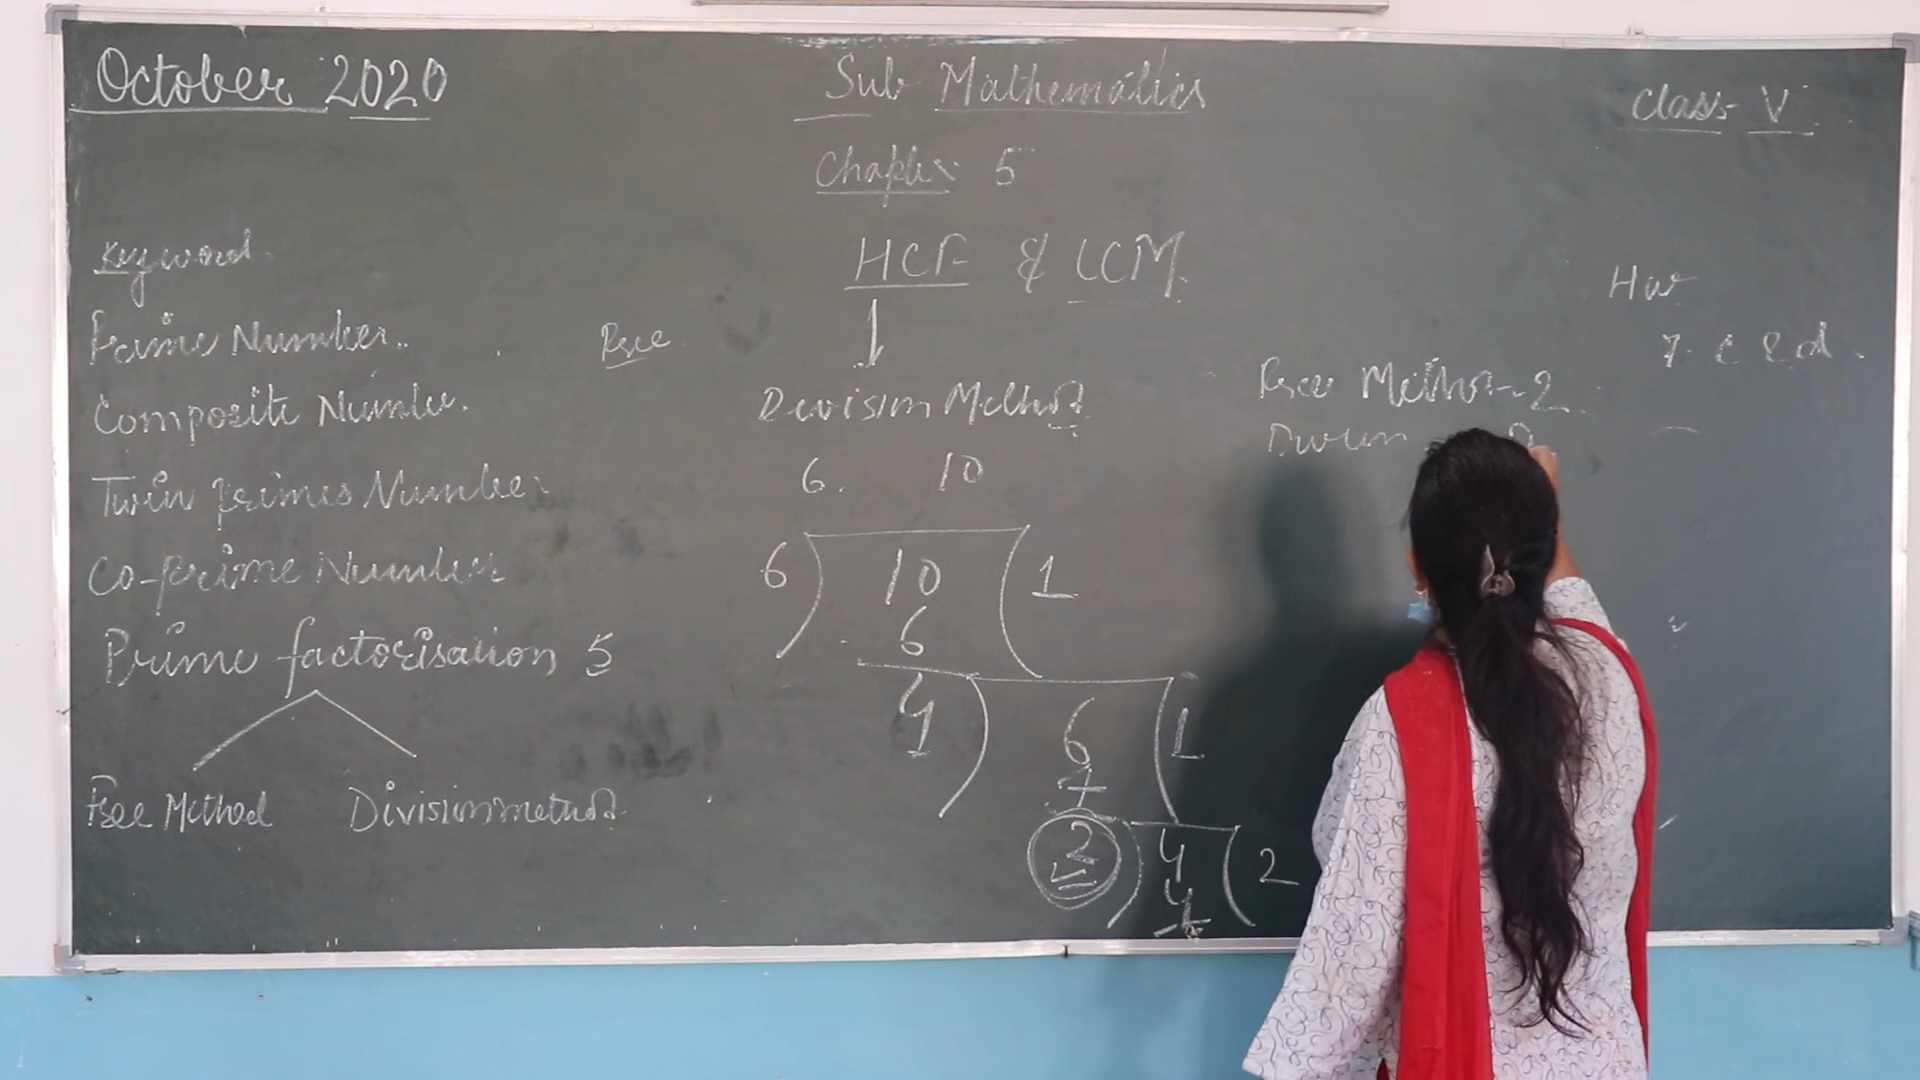 October 2020
Sub Mathematics
Class- V
Chapter 5
HCF & LCM
Keyword
Prime Number..
Composite Number.
Twin primes Number
Co-prime Number
Prime factorisation 5
Tree Method Division method
Tree
Division Method
6. 10
6 ) 10 ( 1
6
4 ) 6 ( 1
4
2 ) 4 ( 2
4
Tree Method-2
Hw
7. c & d.